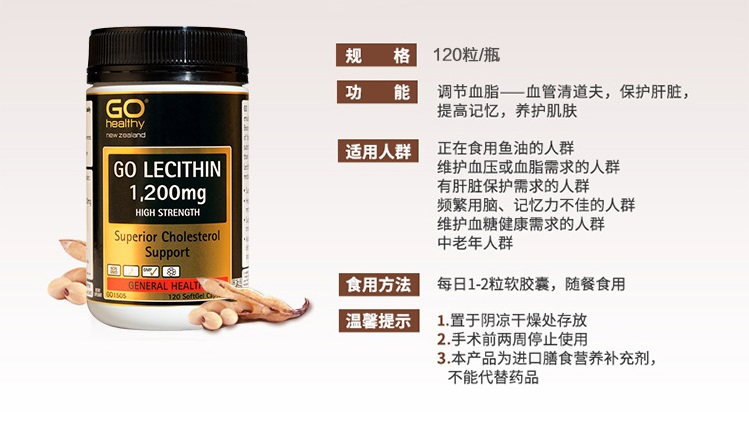 GO
healthy
new zealand
GO LECITHIN
1,200mg
HIGH STRENGTH
Superior Cholesterol
Support
GENERAL HEALTH
GO1505
120 SoftGel
规 格 120粒/瓶
功 能 调节血脂——血管清道夫，保护肝脏，
提高记忆，养护肌肤
适用人群 正在食用鱼油的人群
维护血压或血脂需求的人群
有肝脏保护需求的人群
频繁用脑、记忆力不佳的人群
维护血糖健康需求的人群
中老年人群
食用方法 每日1-2粒软胶囊，随餐食用
温馨提示 1.置于阴凉干燥处存放
2.手术前两周停止使用
3.本产品为进口膳食营养补充剂，
不能代替药品